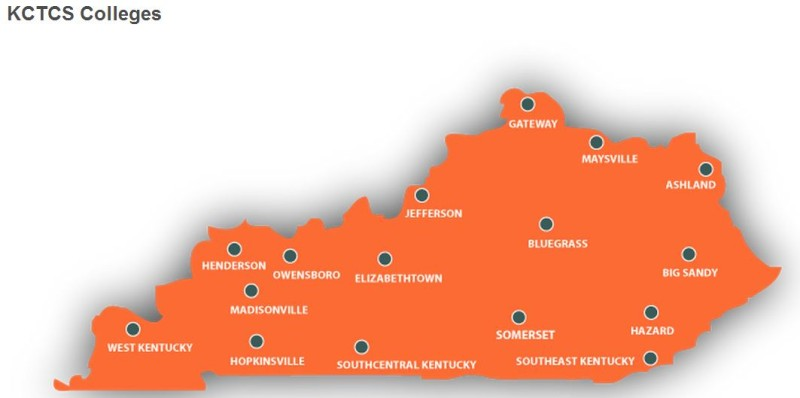 KCTCS Colleges
GATEWAY
MAYSVILLE
ASHLAND
JEFFERSON
BLUEGRASS
HENDERSON
OWENSBORO
ELIZABETHTOWN
BIG SANDY
MADISONVILLE
HAZARD
SOMERSET
WEST KENTUCKY
HOPKINSVILLE
SOUTHCENTRAL KENTUCKY
SOUTHEAST KENTUCKY